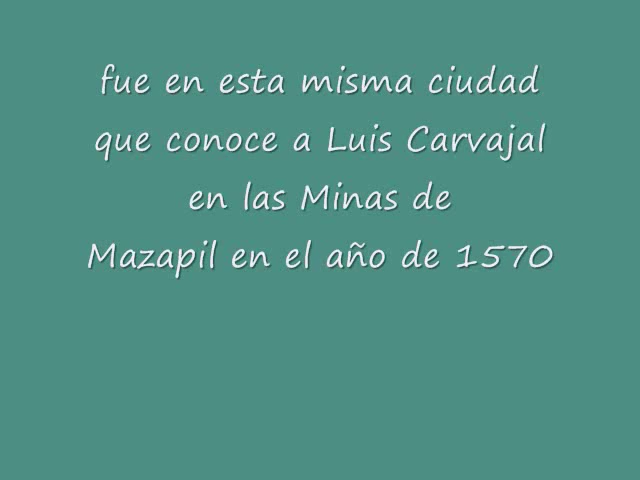 fue en esta misma ciudad
que conoce a Luis Carvajal
en las Minas de
Mazapil en el año de 1570